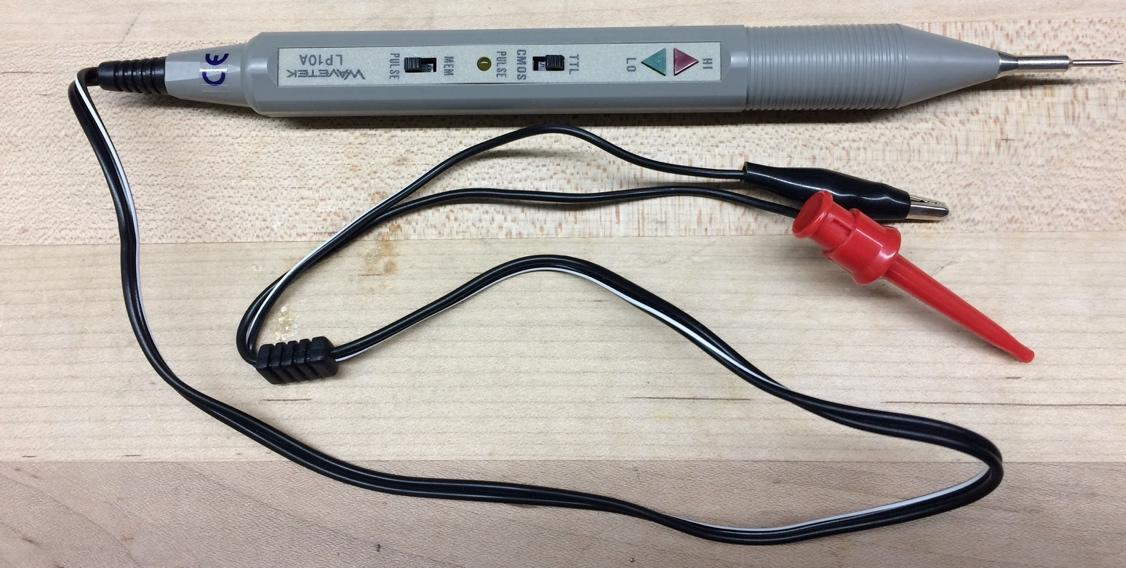 WAVETEK
LP10A
PULSE
MEM
PULSE
CMOS
TTL
LO
HI
CE